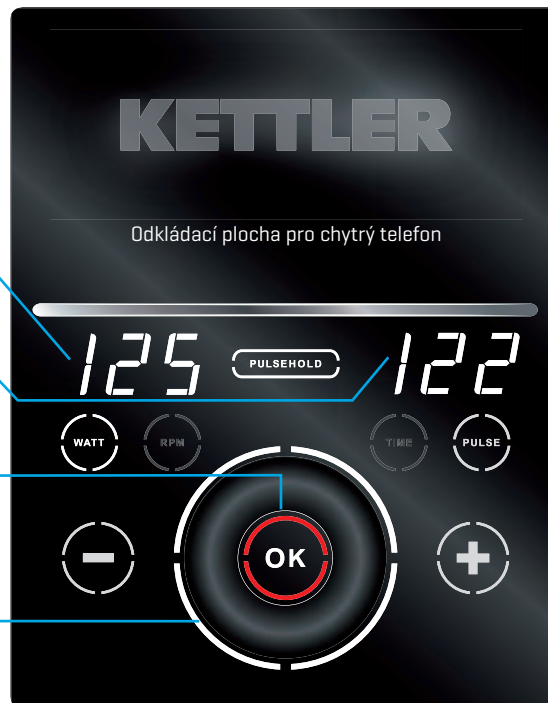 KETTLER
Odkládací plocha pro chytrý telefon
125 PULSEHOLD 122
WATT RPM TIME PULSE
− OK +